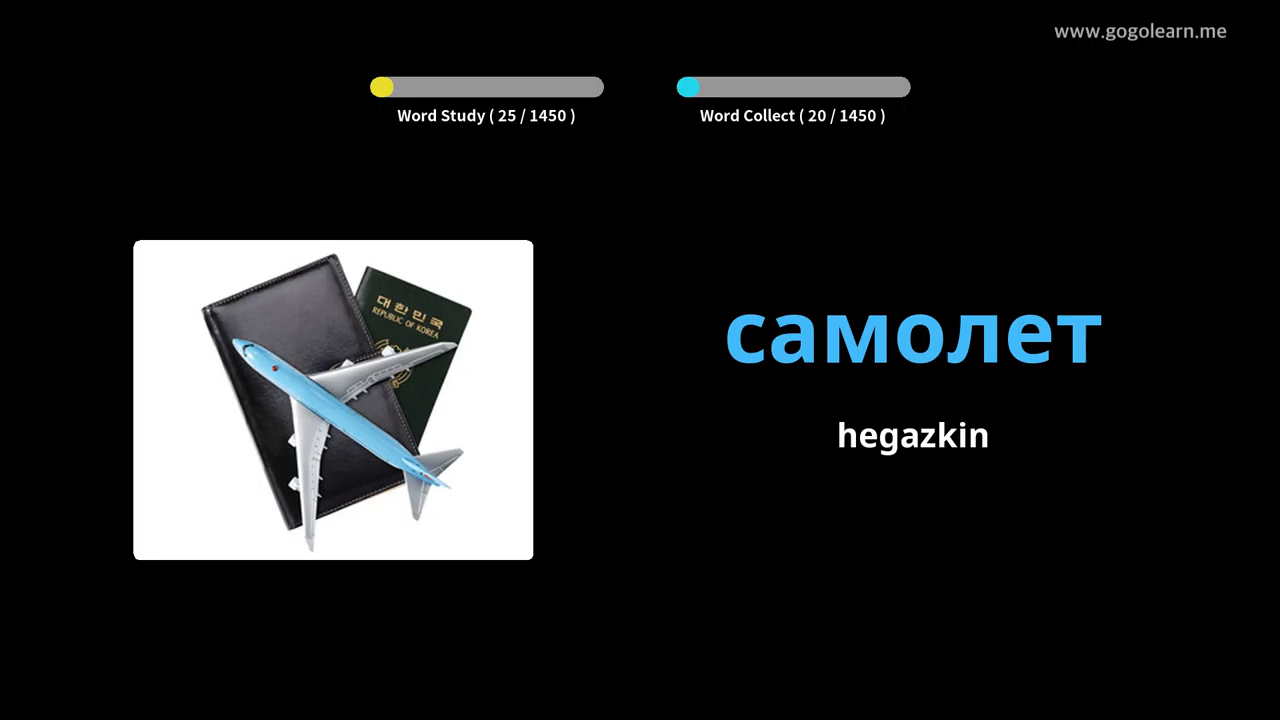 www.gogolearn.me
Word Study ( 25 / 1450 )
Word Collect ( 20 / 1450 )
대한민국
REPUBLIC OF KOREA
самолет
hegazkin